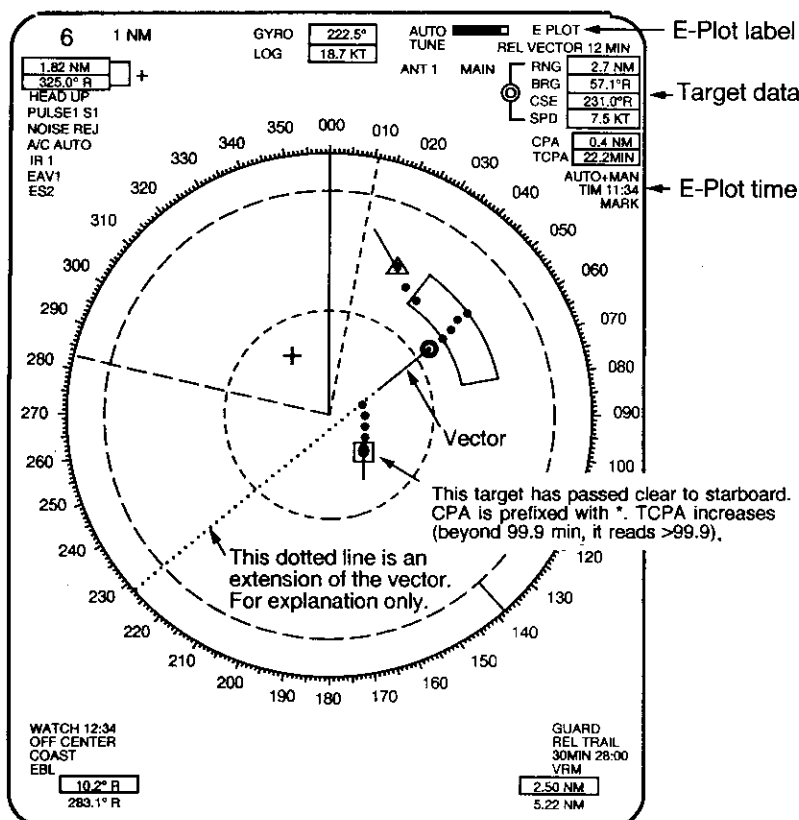 6
1 NM
GYRO 222.5°
LOG 18.7 KT
AUTO TUNE
E PLOT
E-Plot label
REL VECTOR 12 MIN
ANT 1 MAIN
RNG 2.7 NM
BRG 57.1°R
CSE 231.0°R
SPD 7.5 KT
Target data
CPA 0.4 NM
TCPA 22.2MIN
AUTO+MAN
TIM 11:34
E-Plot time
MARK
1.82 NM
325.0° R
+
HEAD UP
PULSE1 S1
NOISE REJ
A/C AUTO
IR 1
EAV1
ES2
000
010
020
030
040
050
060
070
080
090
100
120
130
140
150
160
170
180
190
200
210
220
230
240
250
260
270
280
290
300
310
320
330
340
350
+
Vector
This target has passed clear to starboard.
CPA is prefixed with *. TCPA increases
(beyond 99.9 min, it reads >99.9).
This dotted line is an
extension of the vector.
For explanation only.
WATCH 12:34
OFF CENTER
COAST
EBL
10.2° R
283.1° R
GUARD
REL TRAIL
30MIN 28:00
VRM
2.50 NM
5.22 NM